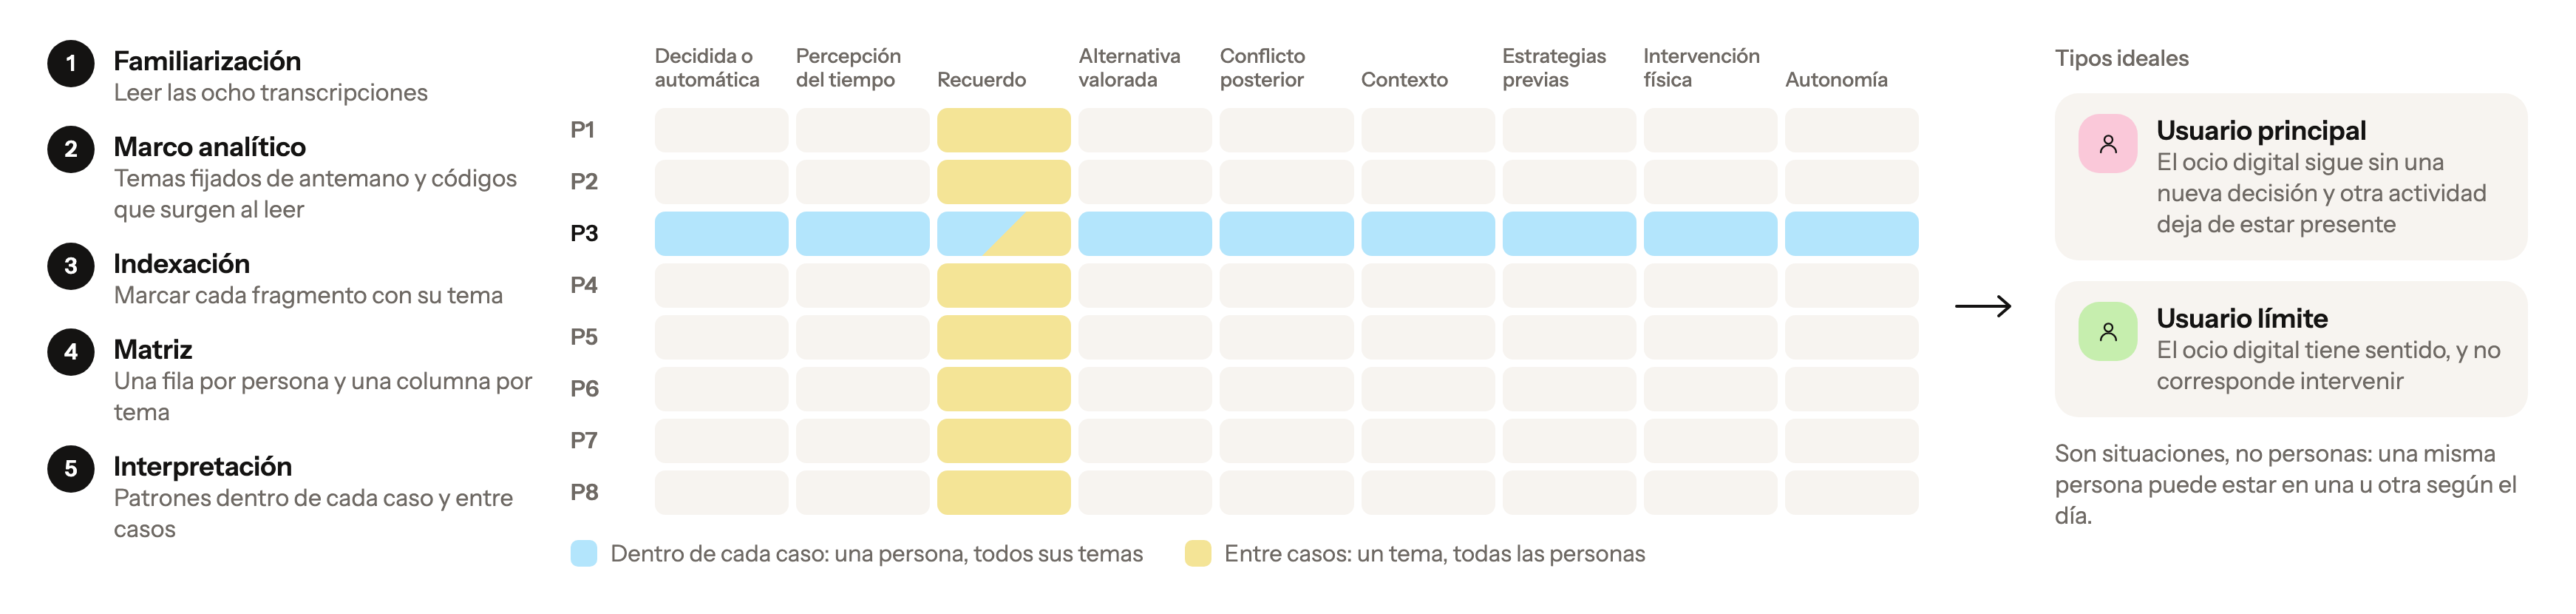 1
Familiarización
Leer las ocho transcripciones
2
Marco analítico
Temas fijados de antemano y códigos
que surgen al leer
3
Indexación
Marcar cada fragmento con su tema
4
Matriz
Una fila por persona y una columna por
tema
5
Interpretación
Patrones dentro de cada caso y entre
casos
Decidida o
automática
Percepción
del tiempo
Recuerdo
Alternativa
valorada
Conflicto
posterior
Contexto
Estrategias
previas
Intervención
física
Autonomía
P1
P2
P3
P4
P5
P6
P7
P8
Dentro de cada caso: una persona, todos sus temas
Entre casos: un tema, todas las personas
Tipos ideales
Usuario principal
El ocio digital sigue sin una
nueva decisión y otra actividad
deja de estar presente
Usuario límite
El ocio digital tiene sentido, y no
corresponde intervenir
Son situaciones, no personas: una misma
persona puede estar en una u otra según el
día.